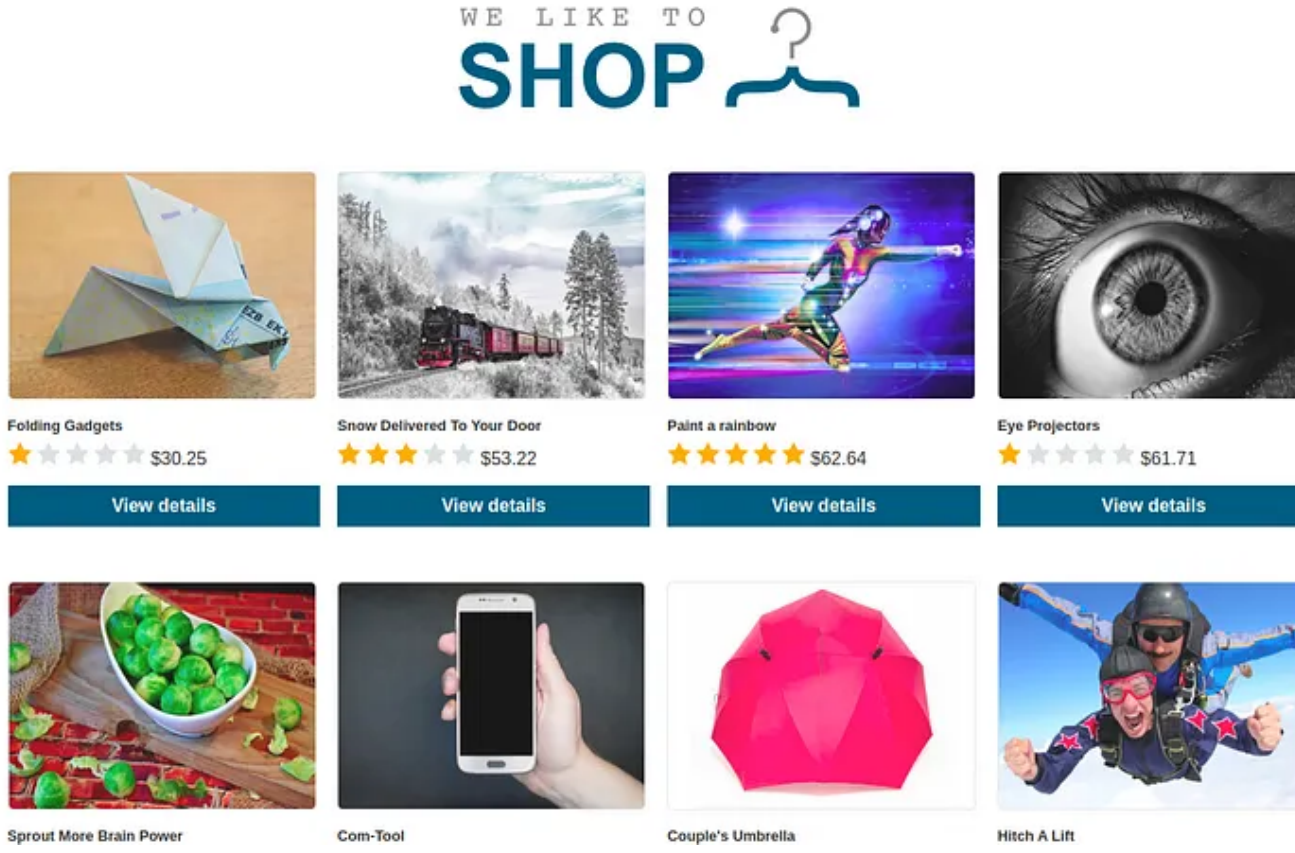 WE LIKE TO
SHOP
Folding Gadgets
$30.25
View details
Snow Delivered To Your Door
$53.22
View details
Paint a rainbow
$62.64
View details
Eye Projectors
$61.71
View details
Sprout More Brain Power
Com-Tool
Couple's Umbrella
Hitch A Lift